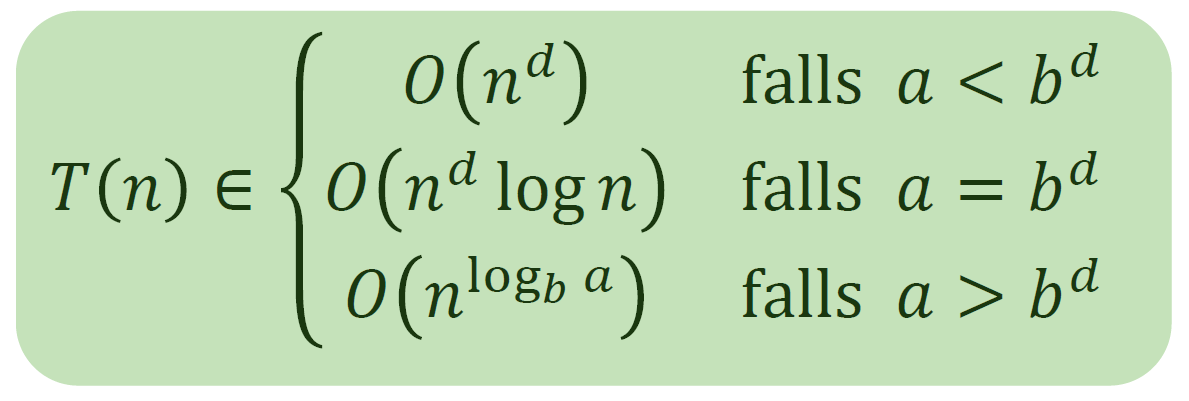 O(n^d) falls a < b^d
T(n) ∈ { O(n^d log n) falls a = b^d
O(n^{log_b a}) falls a > b^d